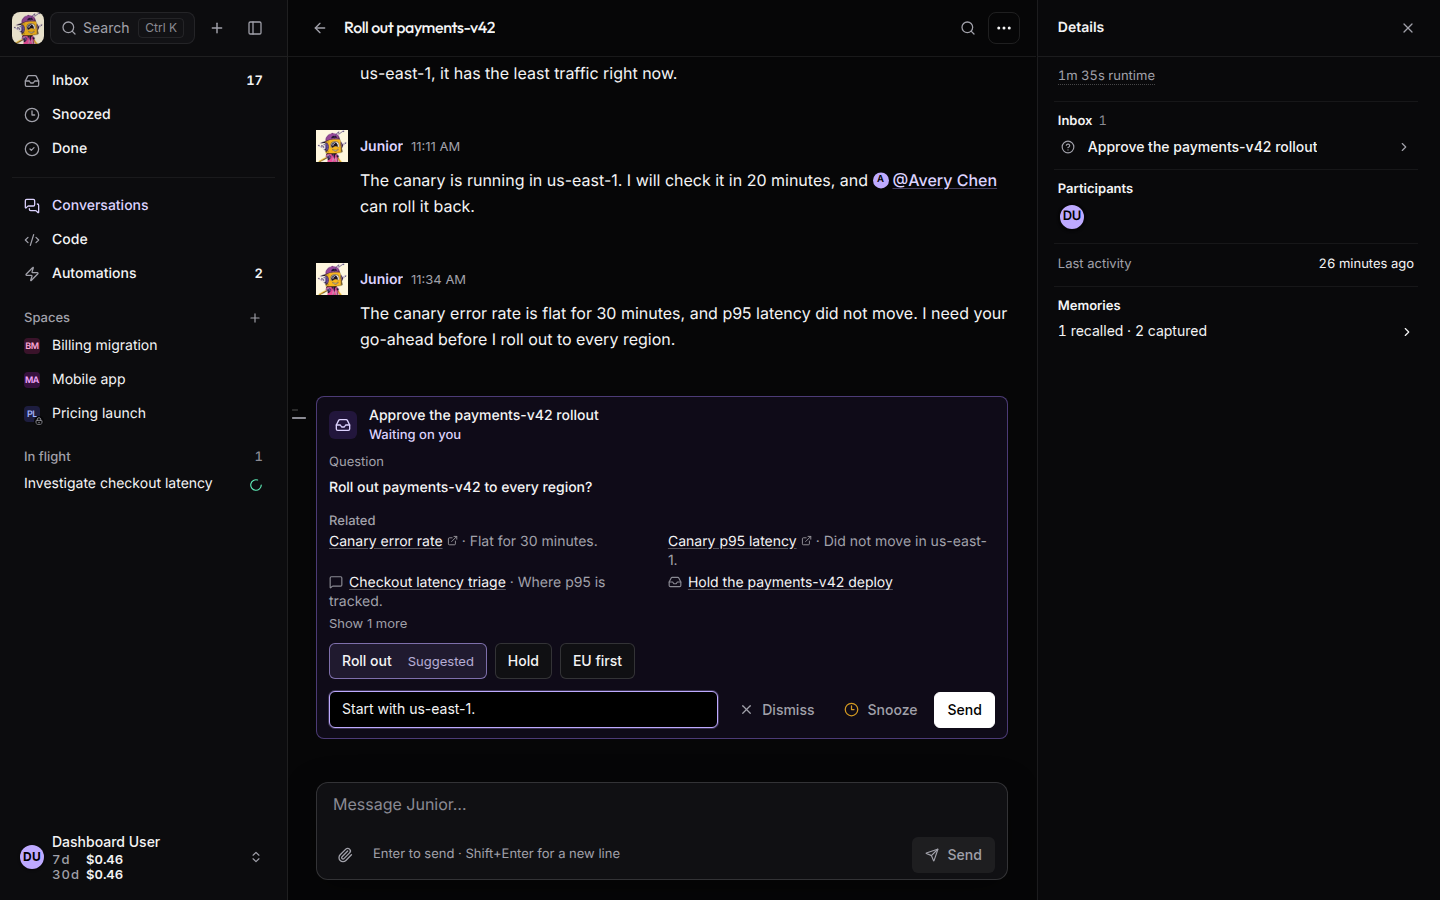 Search Ctrl K
Inbox 17
Snoozed
Done
Conversations
Code
Automations 2
Spaces
BM Billing migration
MA Mobile app
PL Pricing launch
In flight 1
Investigate checkout latency
DU Dashboard User
7d $0.46
30d $0.46
Roll out payments-v42
us-east-1, it has the least traffic right now.
Junior 11:11 AM
The canary is running in us-east-1. I will check it in 20 minutes, and A @Avery Chen
can roll it back.
Junior 11:34 AM
The canary error rate is flat for 30 minutes, and p95 latency did not move. I need your
go-ahead before I roll out to every region.
Approve the payments-v42 rollout
Waiting on you
Question
Roll out payments-v42 to every region?
Related
Canary error rate · Flat for 30 minutes.
Canary p95 latency · Did not move in us-east-
1.
Checkout latency triage · Where p95 is
tracked.
Hold the payments-v42 deploy
Show 1 more
Roll out Suggested Hold EU first
Start with us-east-1. Dismiss Snooze Send
Message Junior...
Enter to send · Shift+Enter for a new line Send
Details
1m 35s runtime
Inbox 1
Approve the payments-v42 rollout
Participants
DU
Last activity 26 minutes ago
Memories
1 recalled · 2 captured